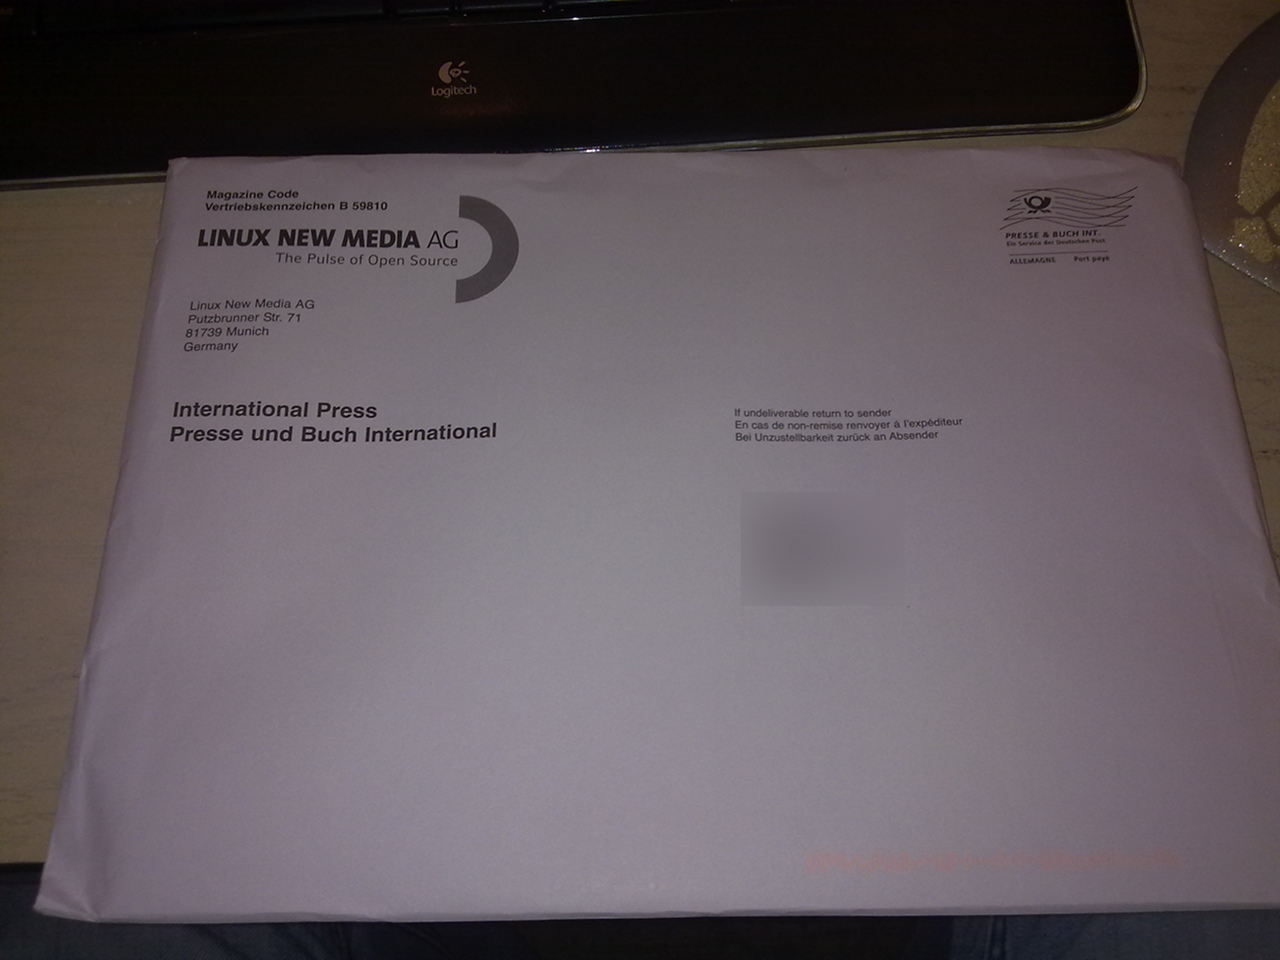 Logitech
Magazine Code
Vertriebskennzeichen B 59810
LINUX NEW MEDIA AG
The Pulse of Open Source
PRESSE & BUCH INT.
Ein Service der Deutschen Post
ALLEMAGNE Port payé
Linux New Media AG
Putzbrunner Str. 71
81739 Munich
Germany
International Press
Presse und Buch International
If undeliverable return to sender
En cas de non-remise renvoyer à l'expéditeur
Bei Unzustellbarkeit zurück an Absender